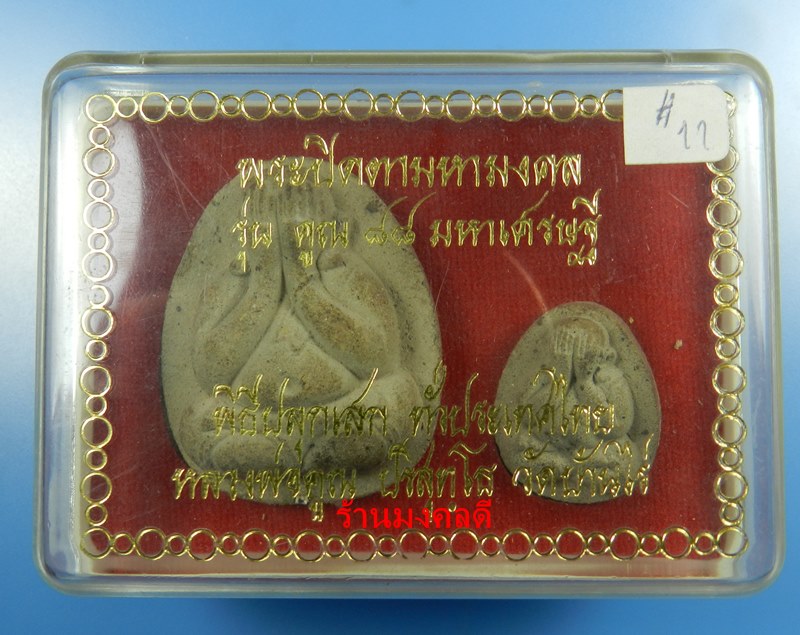 #11
พระปิดตามหามงคล
รุ่น คูณ ๘๘ มหาเศรษฐี
พิธีปลุกเสก ทั่วประเทศไทย
หลวงพ่อคูณ ปริสุทฺโธ วัดบ้านไร่
ร้านมงคลดี